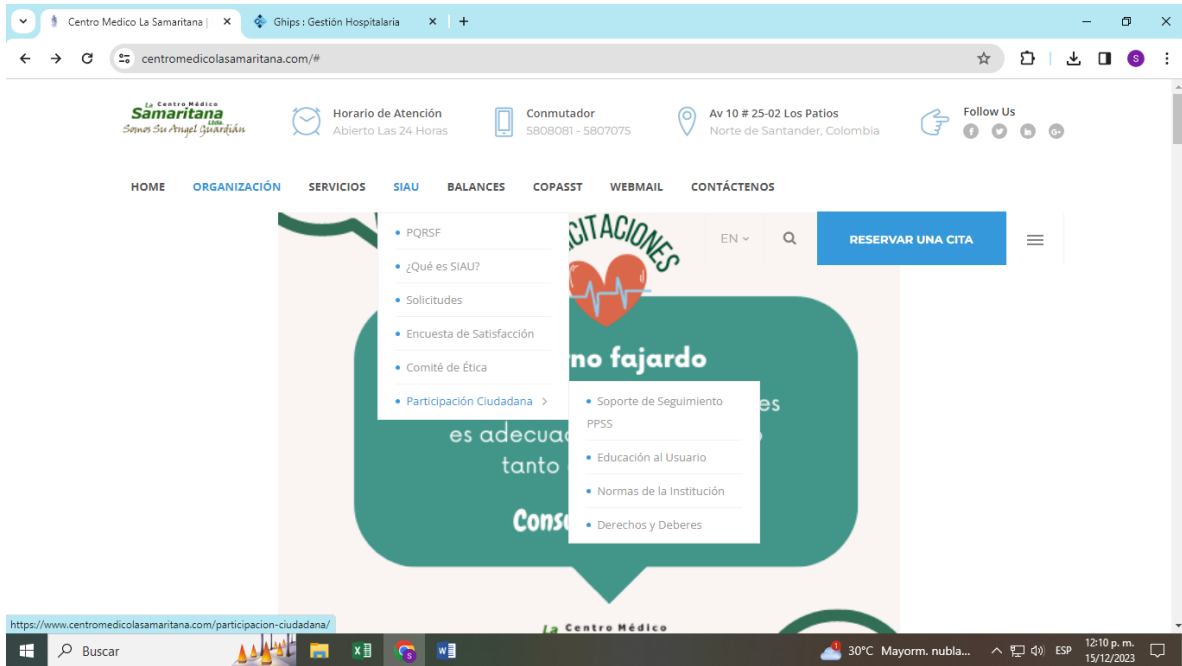 Centro Medico La Samaritana |
Ghips : Gestión Hospitalaria
centromedicolasamaritana.com/#
S
La Centro Médico
Samaritana
Ltda.
Somos Su Angel Guardián
Horario de Atención
Abierto Las 24 Horas
Conmutador
5808081 - 5807075
Av 10 # 25-02 Los Patios
Norte de Santander, Colombia
Follow Us
HOME ORGANIZACIÓN SERVICIOS SIAU BALANCES COPASST WEBMAIL CONTÁCTENOS
EN
RESERVAR UNA CITA
PQRSF
¿Qué es SIAU?
Solicitudes
Encuesta de Satisfacción
Comité de Ética
Participación Ciudadana
Soporte de Seguimiento
PPSS
Educación al Usuario
Normas de la Institución
Derechos y Deberes
fajardo
tanto
La Centro Médico
https://www.centromedicolasamaritana.com/participacion-ciudadana/
Buscar
30°C Mayorm. nubla...
ESP
12:10 p. m.
15/12/2023